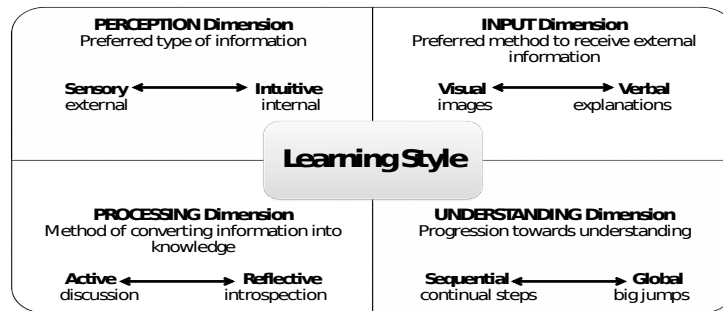 PERCEPTION Dimension
Preferred type of information
Sensory Intuitive
external internal
INPUT Dimension
Preferred method to receive external
information
Visual Verbal
images explanations
Learning Style
PROCESSING Dimension
Method of converting information into
knowledge
Active Reflective
discussion introspection
UNDERSTANDING Dimension
Progression towards understanding
Sequential Global
continual steps big jumps